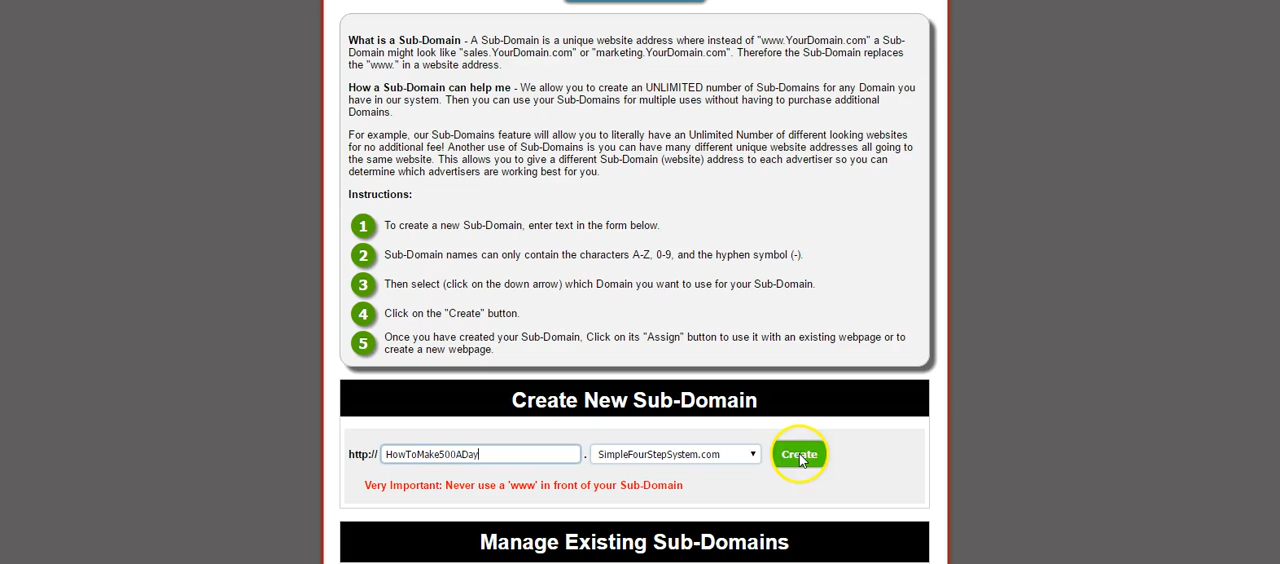 What is a Sub-Domain - A Sub-Domain is a unique website address where instead of "www.YourDomain.com" a Sub-
Domain might look like "sales.YourDomain.com" or "marketing.YourDomain.com". Therefore the Sub-Domain replaces
the "www." in a website address.
How a Sub-Domain can help me - We allow you to create an UNLIMITED number of Sub-Domains for any Domain you
have in our system. Then you can use your Sub-Domains for multiple uses without having to purchase additional
Domains.
For example, our Sub-Domains feature will allow you to literally have an Unlimited Number of different looking websites
for no additional fee! Another use of Sub-Domains is you can have many different unique website addresses all going to
the same website. This allows you to give a different Sub-Domain (website) address to each advertiser so you can
determine which advertisers are working best for you.
Instructions:
1 To create a new Sub-Domain, enter text in the form below.
2 Sub-Domain names can only contain the characters A-Z, 0-9, and the hyphen symbol (-).
3 Then select (click on the down arrow) which Domain you want to use for your Sub-Domain.
4 Click on the "Create" button.
5 Once you have created your Sub-Domain, Click on its "Assign" button to use it with an existing webpage or to
create a new webpage.
Create New Sub-Domain
http:// HowToMake500ADay . SimpleFourStepSystem.com Create
Very Important: Never use a 'www' in front of your Sub-Domain
Manage Existing Sub-Domains